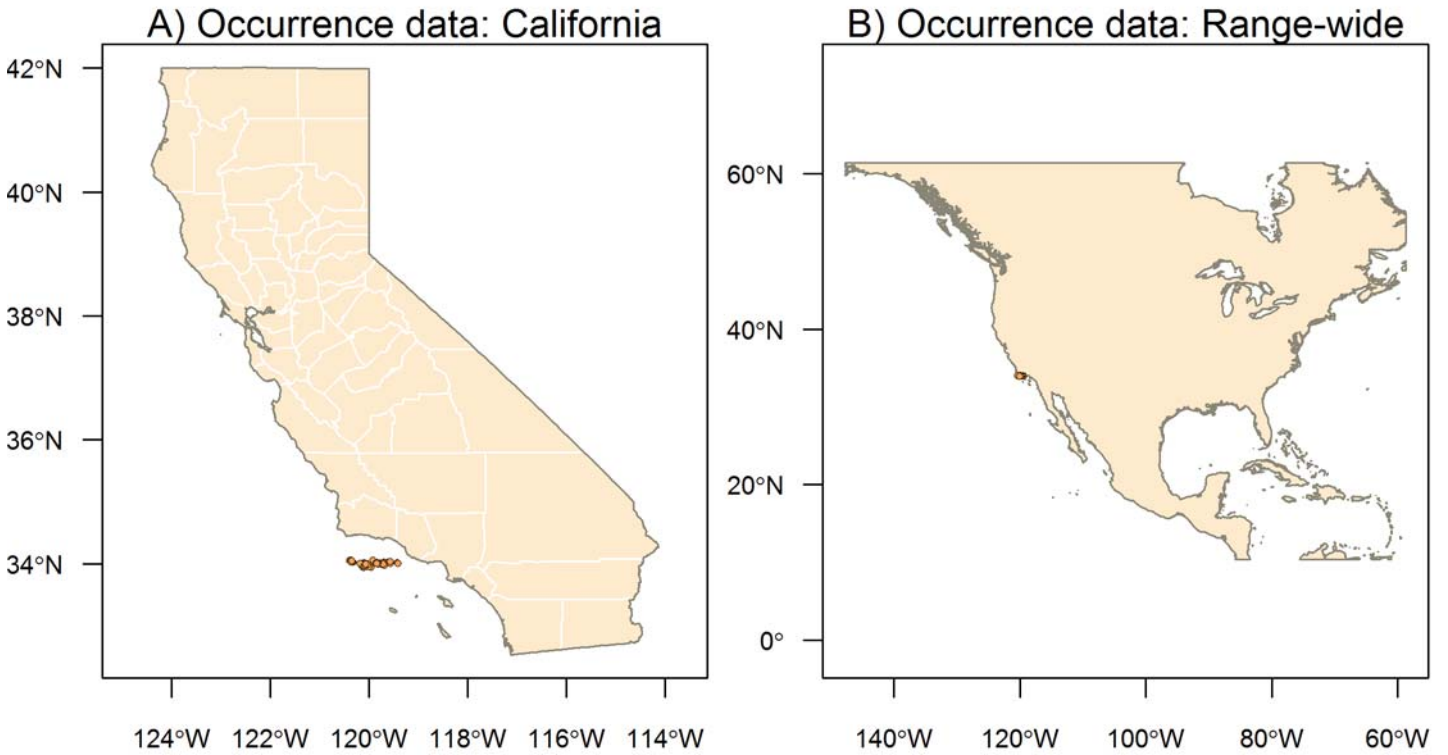 A) Occurrence data: California
42°N
40°N
38°N
36°N
34°N
124°W 122°W 120°W 118°W 116°W 114°W
B) Occurrence data: Range-wide
60°N
40°N
20°N
0°
140°W 120°W 100°W 80°W 60°W